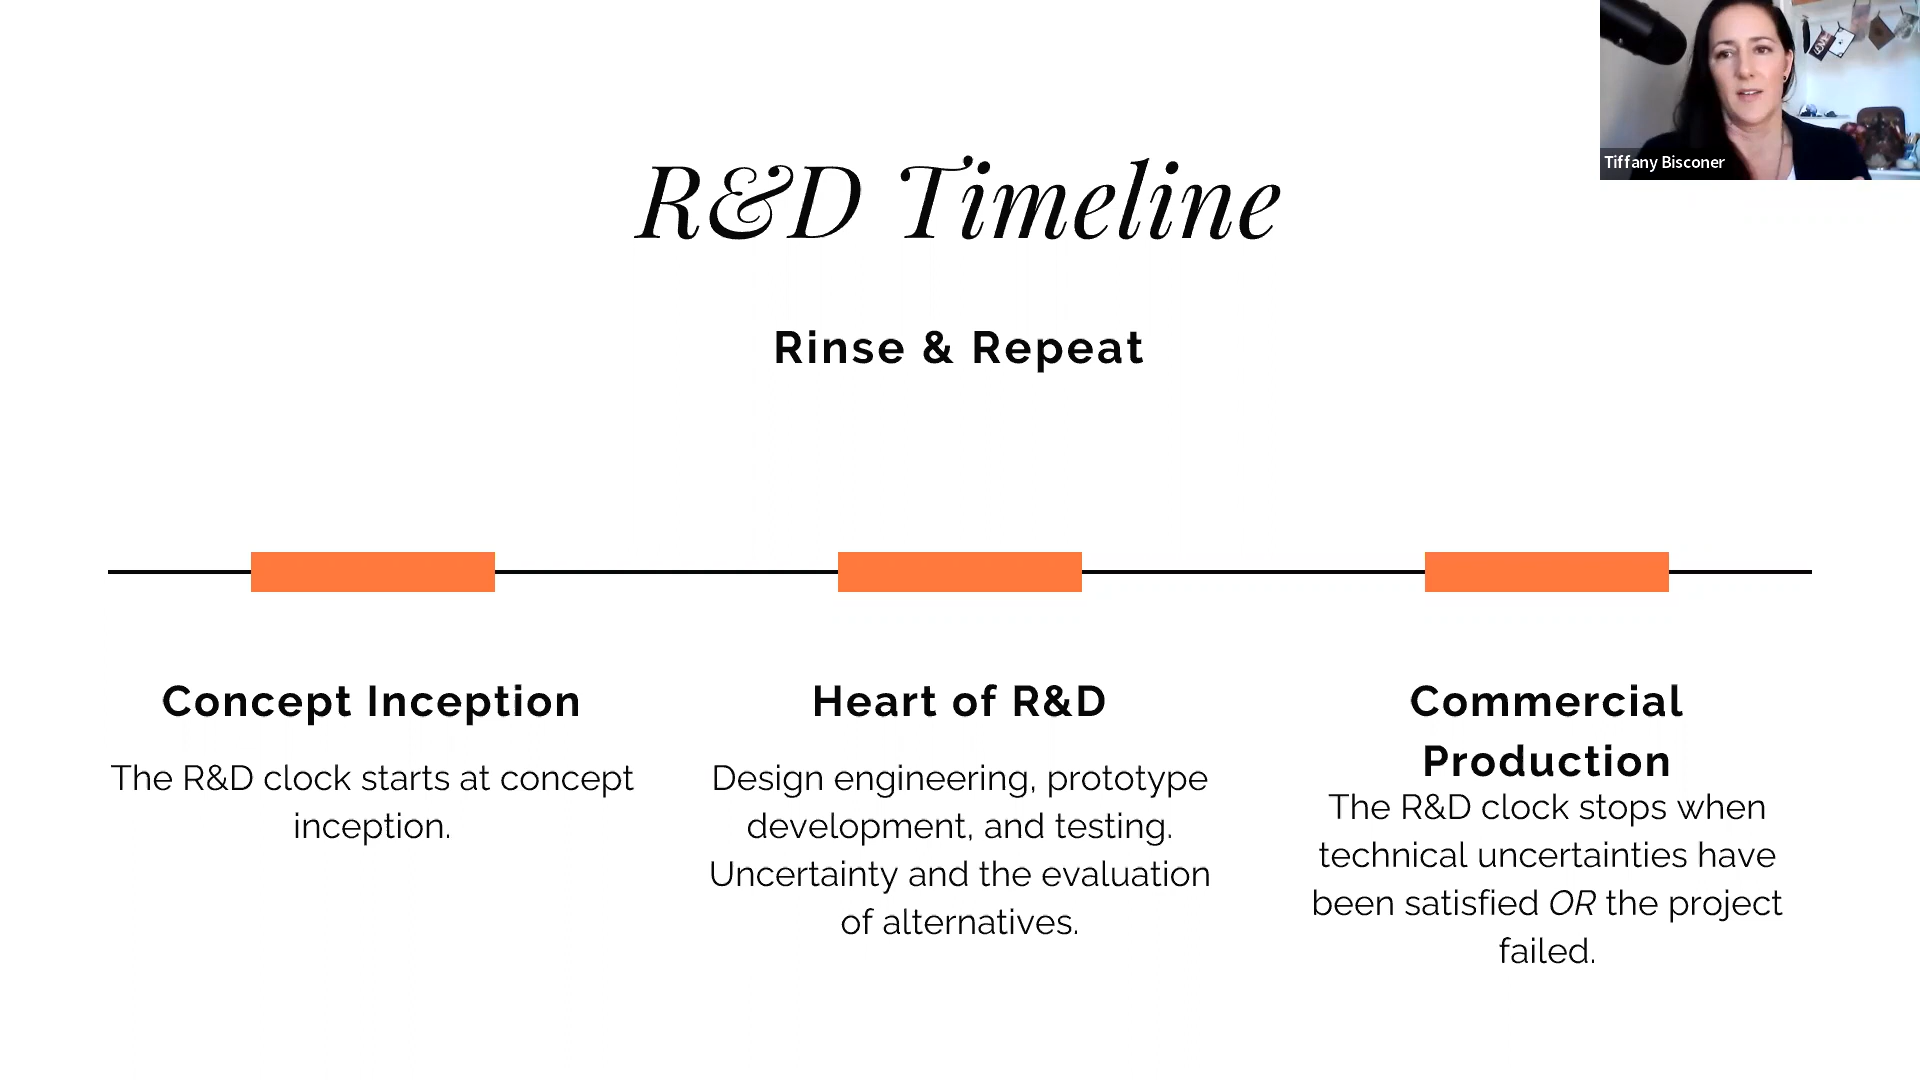 R&D Timeline
Rinse & Repeat
Concept Inception
The R&D clock starts at concept
inception.
Heart of R&D
Design engineering, prototype
development, and testing.
Uncertainty and the evaluation
of alternatives.
Commercial
Production
The R&D clock stops when
technical uncertainties have
been satisfied OR the project
failed.
Tiffany Bisconer